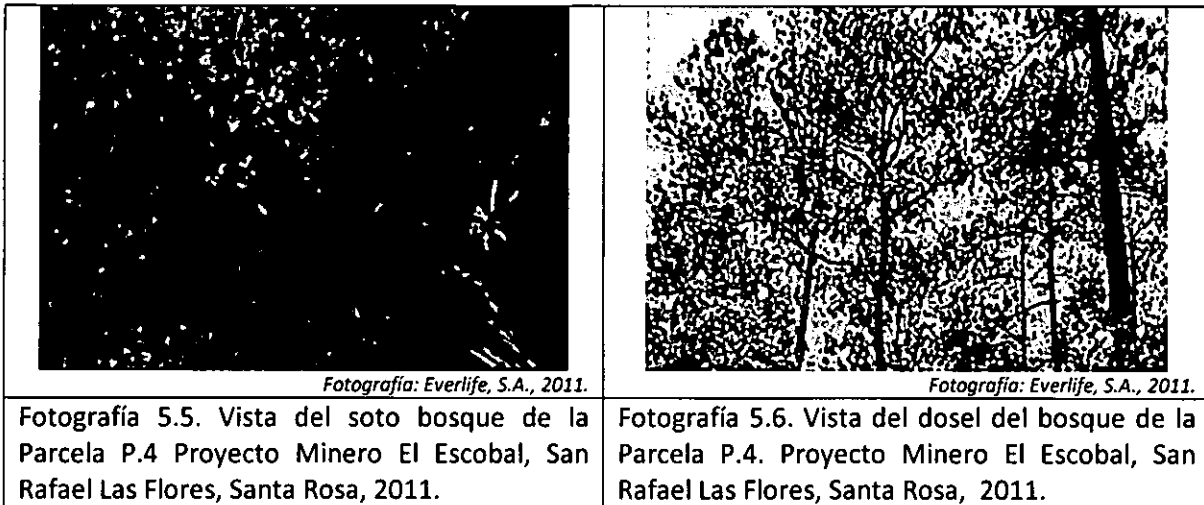 Fotografía: Everlife, S.A., 2011.
Fotografía 5.5. Vista del soto bosque de la
Parcela P.4 Proyecto Minero El Escobal, San
Rafael Las Flores, Santa Rosa, 2011.
Fotografía: Everlife, S.A., 2011.
Fotografía 5.6. Vista del dosel del bosque de la
Parcela P.4. Proyecto Minero El Escobal, San
Rafael Las Flores, Santa Rosa, 2011.